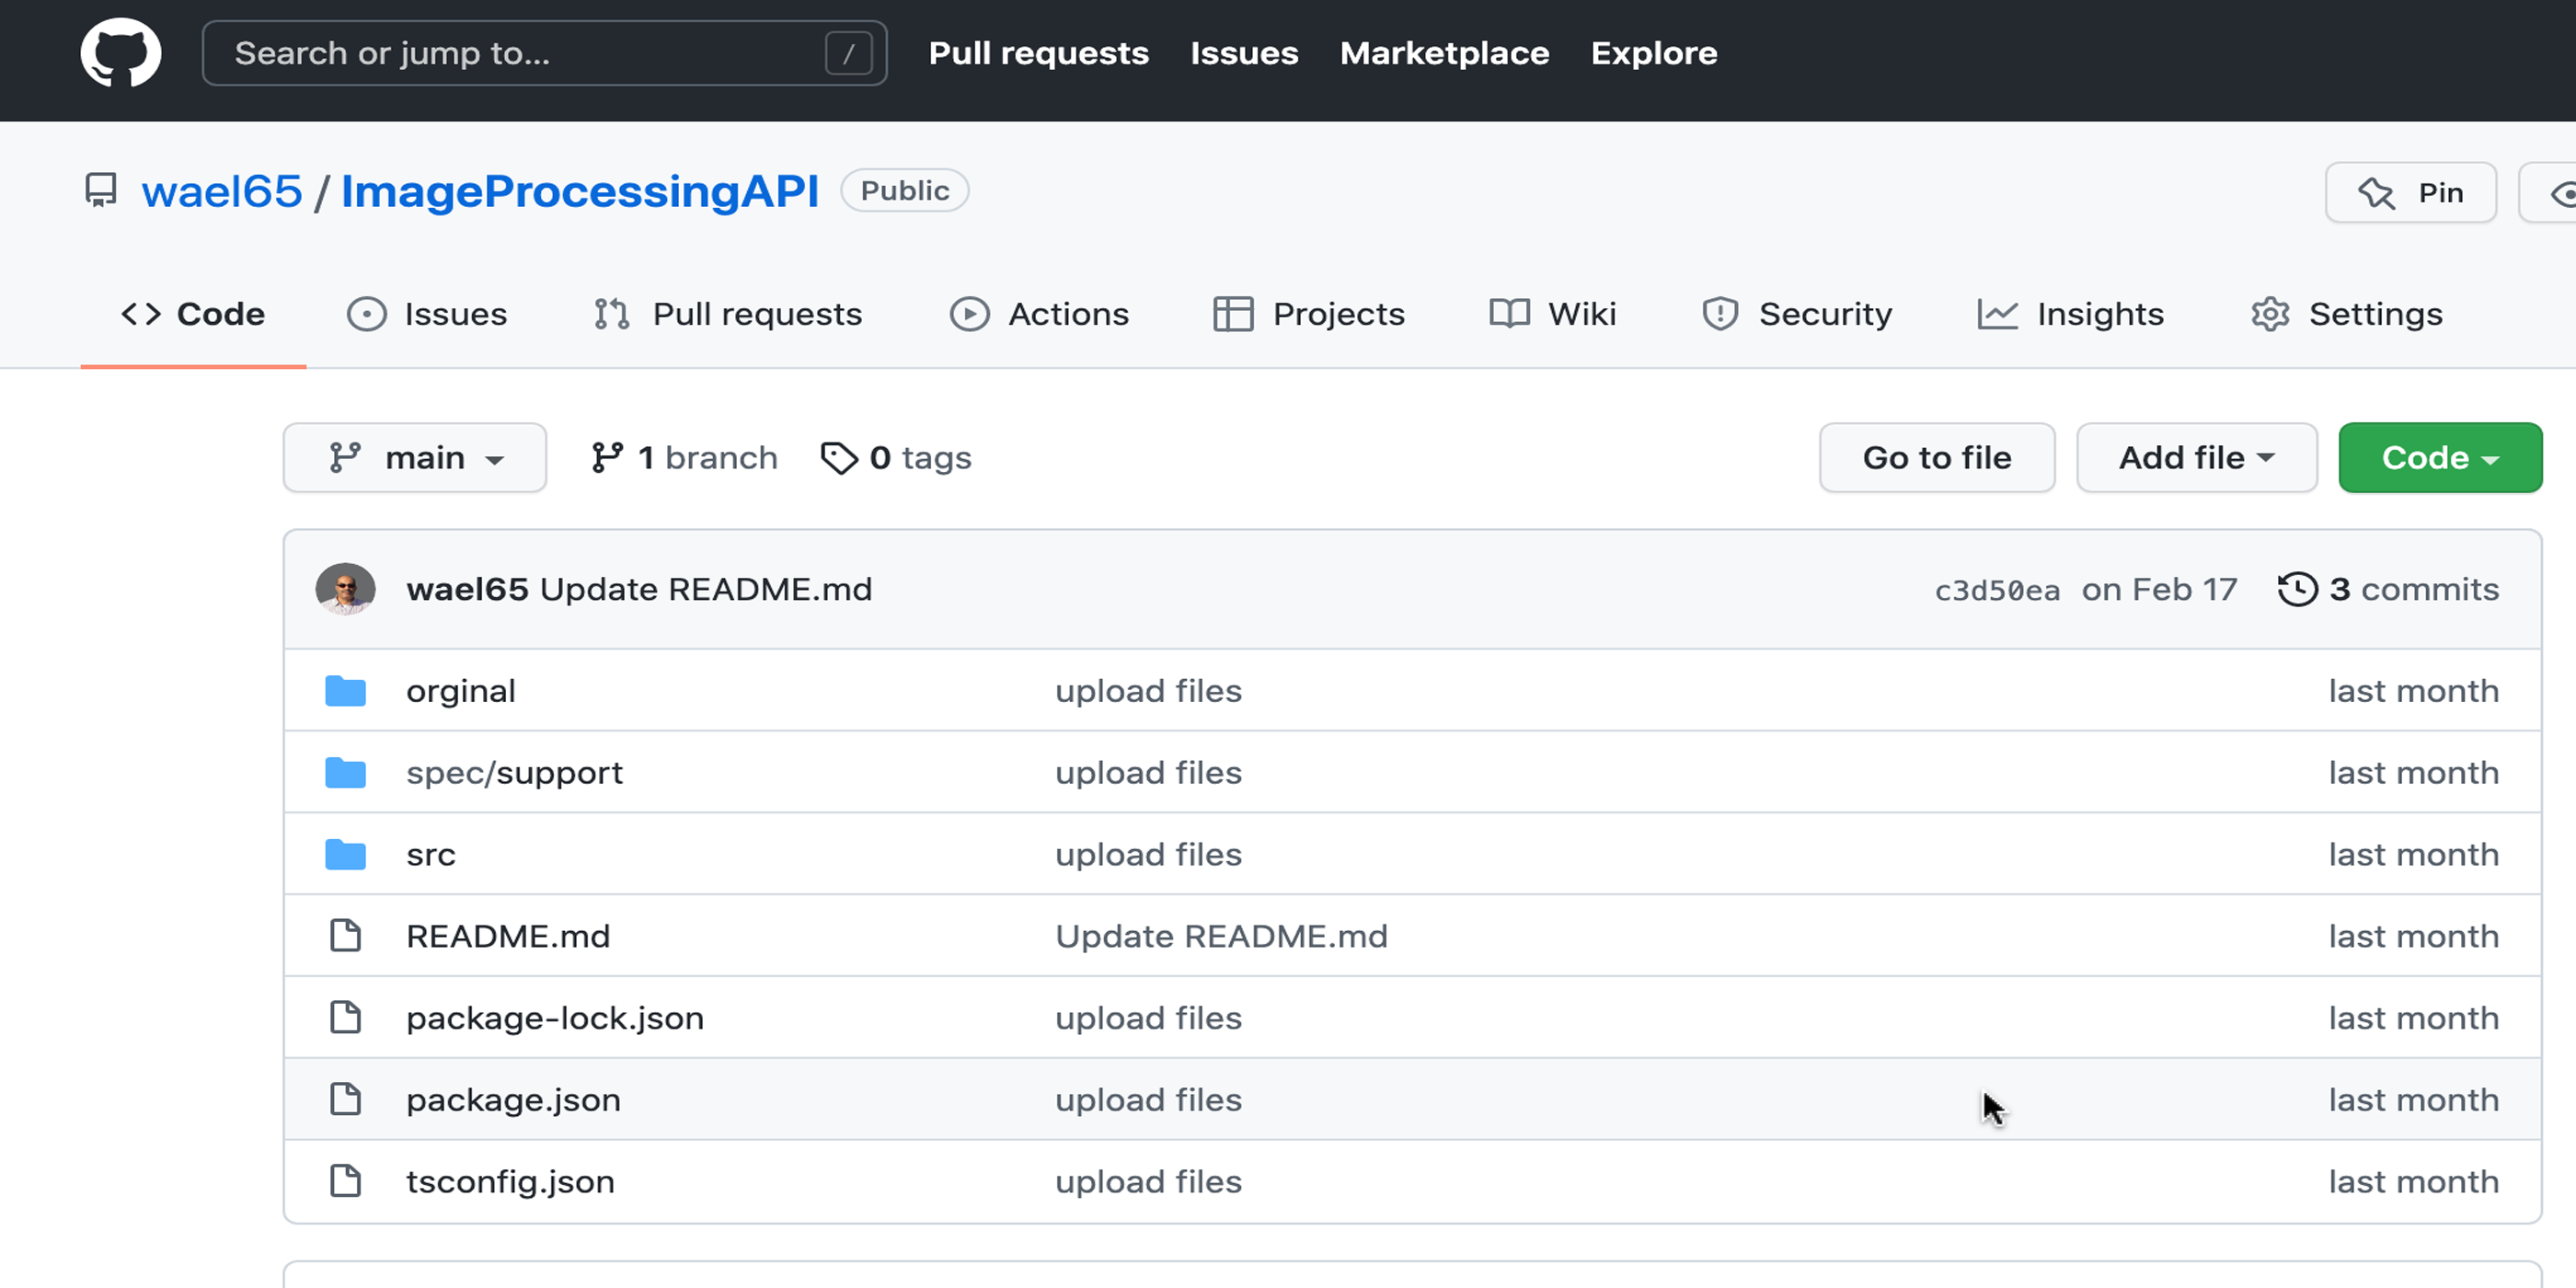 Search or jump to... / Pull requests Issues Marketplace Explore
wael65 / ImageProcessingAPI Public Pin
<> Code Issues Pull requests Actions Projects Wiki Security Insights Settings
main 1 branch 0 tags Go to file Add file Code
wael65 Update README.md c3d50ea on Feb 17 3 commits
orginal upload files last month
spec/support upload files last month
src upload files last month
README.md Update README.md last month
package-lock.json upload files last month
package.json upload files last month
tsconfig.json upload files last month